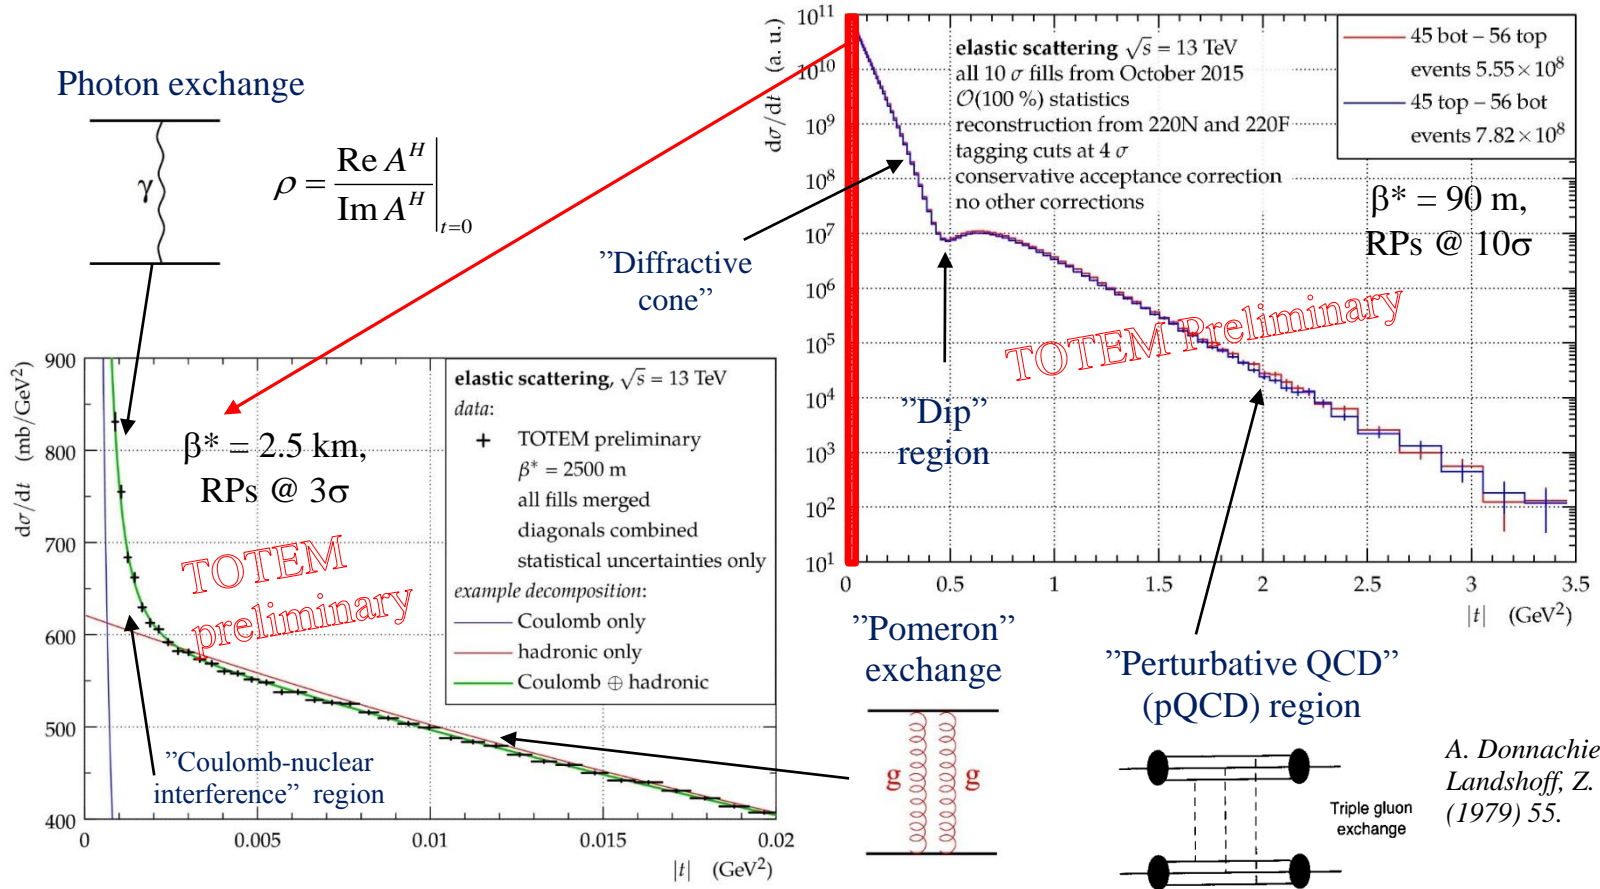 Photon exchange
γ
ρ = Re A^H / Im A^H |t=0
10^11
10^10
10^9
10^8
10^7
10^6
10^5
10^4
10^3
10^2
10^1
dσ/dt (a. u.)
elastic scattering √s = 13 TeV
all 10 σ fills from October 2015
O(100 %) statistics
reconstruction from 220N and 220F
tagging cuts at 4 σ
conservative acceptance correction
no other corrections
45 bot – 56 top
events 5.55×10^8
45 top – 56 bot
events 7.82×10^8
β* = 90 m,
RPs @ 10σ
”Diffractive
cone”
TOTEM Preliminary
”Dip”
region
0 0.5 1 1.5 2 2.5 3 3.5
|t| (GeV²)
900
800
700
600
500
400
dσ/dt (mb/GeV²)
β* = 2.5 km,
RPs @ 3σ
TOTEM
preliminary
elastic scattering, √s = 13 TeV
data:
TOTEM preliminary
β* = 2500 m
all fills merged
diagonals combined
statistical uncertainties only
example decomposition:
Coulomb only
hadronic only
Coulomb ⊕ hadronic
”Coulomb-nuclear
interference” region
0 0.005 0.01 0.015 0.02
|t| (GeV²)
”Pomeron”
exchange
g g
”Perturbative QCD”
(pQCD) region
Triple gluon
exchange
A. Donnachie
Landshoff, Z.
(1979) 55.